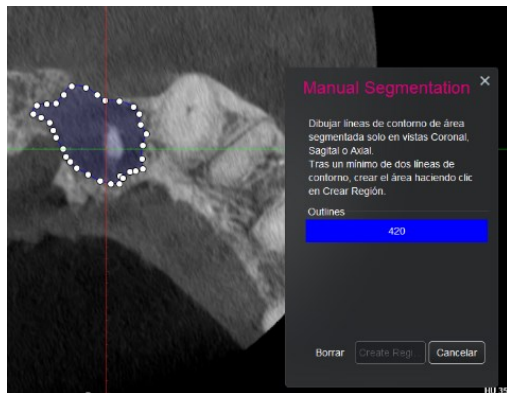 Manual Segmentation ×
Dibujar líneas de contorno de área
segmentada solo en vistas Coronal,
Sagital o Axial.
Tras un mínimo de dos líneas de
contorno, crear el área haciendo clic
en Crear Región.
Outlines
420
Borrar Create Regi... Cancelar